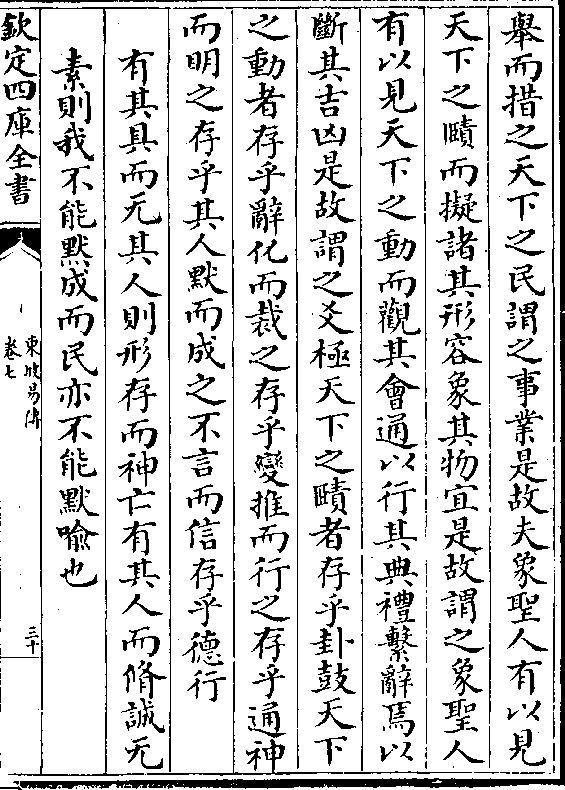 舉而措之天下之民謂之事業是故夫象聖人有以見
天下之賾而擬諸其形容象其物宜是故謂之象聖人
有以見天下之動而觀其會通以行其典禮繫辭焉以
斷其吉凶是故謂之爻極天下之賾者存乎卦鼓天下
之動者存乎辭化而裁之存乎變推而行之存乎通神
而明之存乎其人默而成之不言而信存乎德行
有其具而无其人則形存而神亡有其人而脩誠无
素則我不能默成而民亦不能默喻也
欽定四庫全書
東坡易傳
卷七
三十